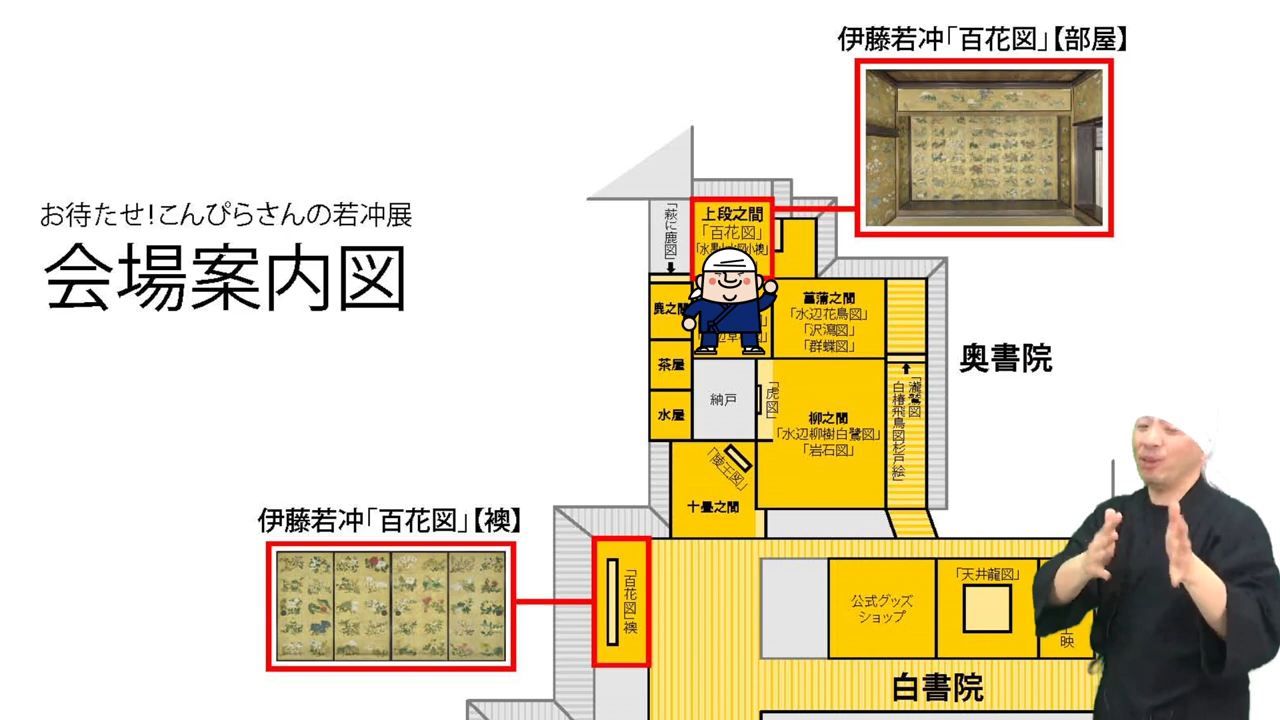 伊藤若冲「百花図」【部屋】
お待たせ!こんぴらさんの若冲展
会場案内図
「萩に鹿図」
上段之間
「百花図」
鹿之間
菖蒲之間
「水辺花鳥図」
「沢瀉図」
「群蝶図」
奥書院
茶屋
水屋
納戸
「虎図」
柳之間
「水辺柳樹白鷺図」
「岩石図」
「瀧鷲図
白椿飛鳥図杉戸絵」
「陵王図」
十畳之間
伊藤若冲「百花図」【襖】
「百花図」襖
公式グッズ
ショップ
「天井龍図」
上映
白書院